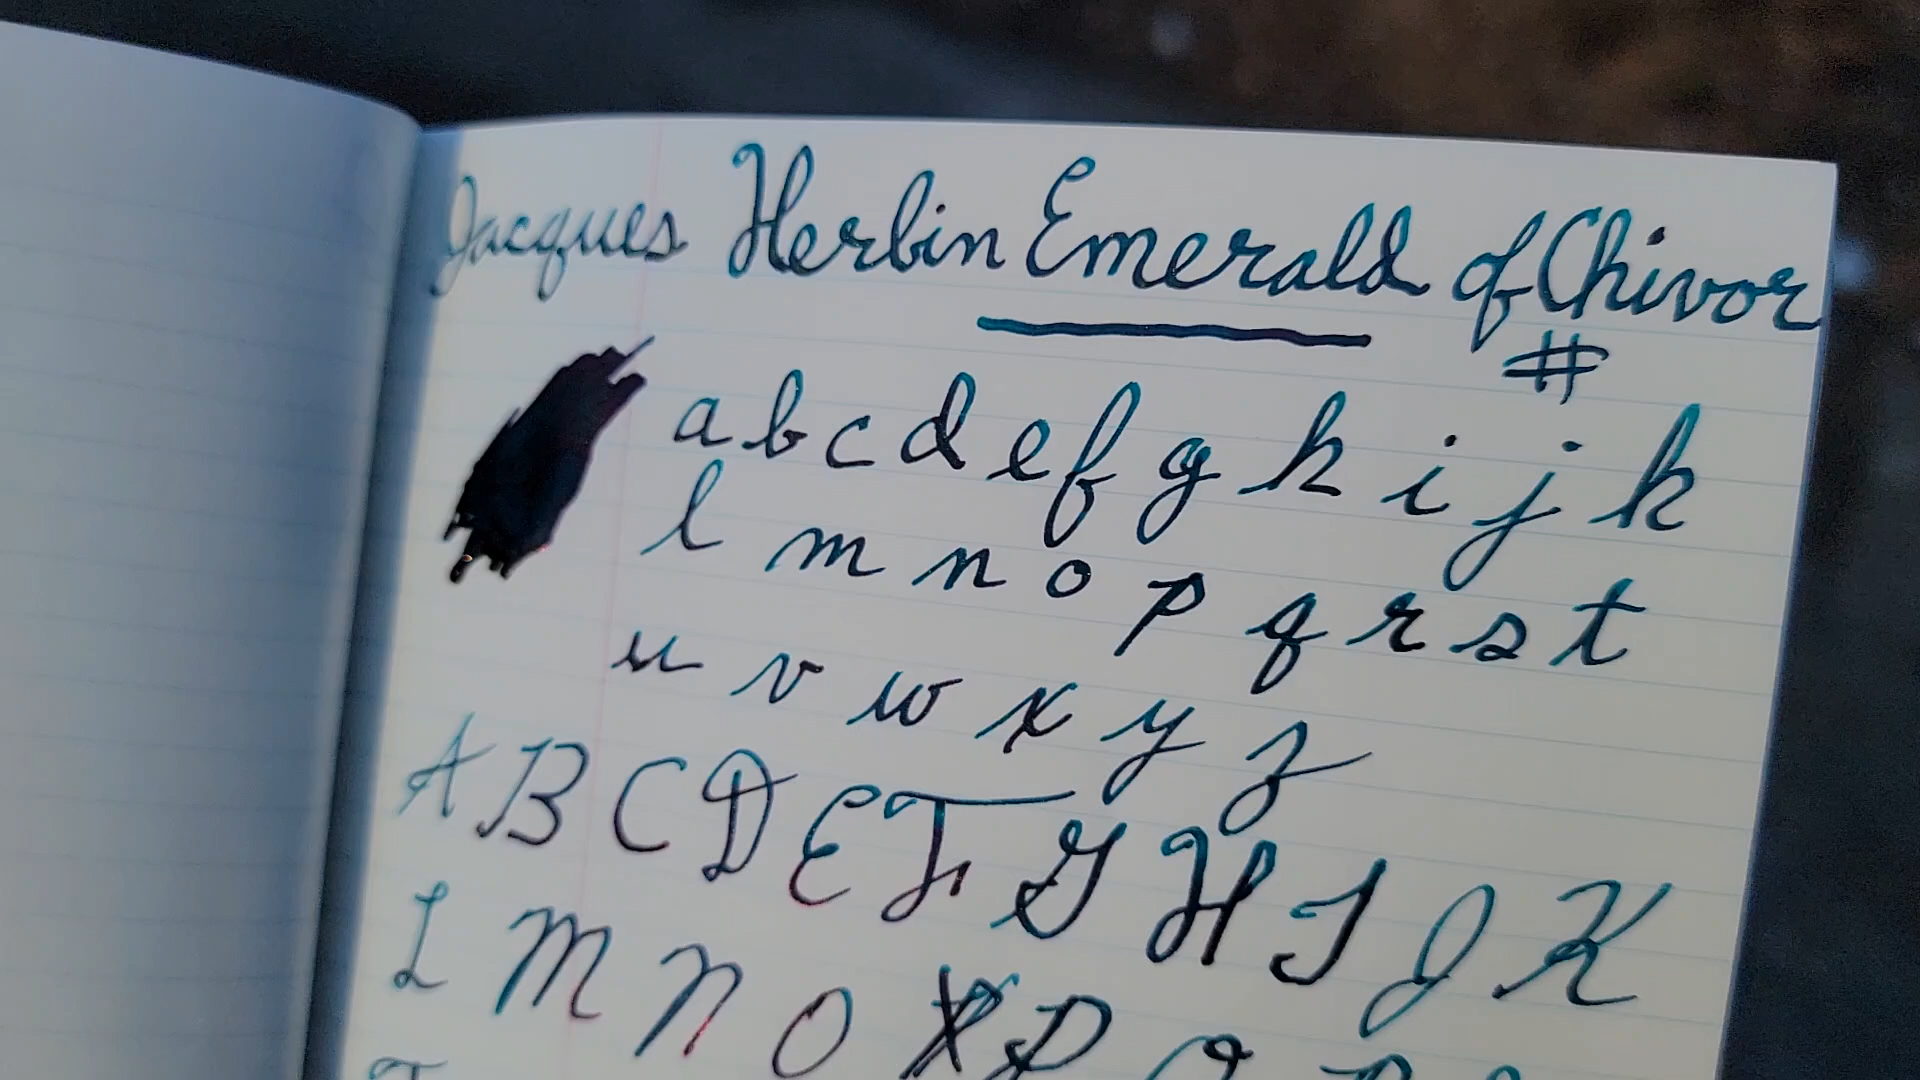 Jacques Herbin Emerald of Chivor
#
a b c d e f g h i j k
l m n o p q r s t
u v w x y z
A B C D E F G H I J K
L M N O P